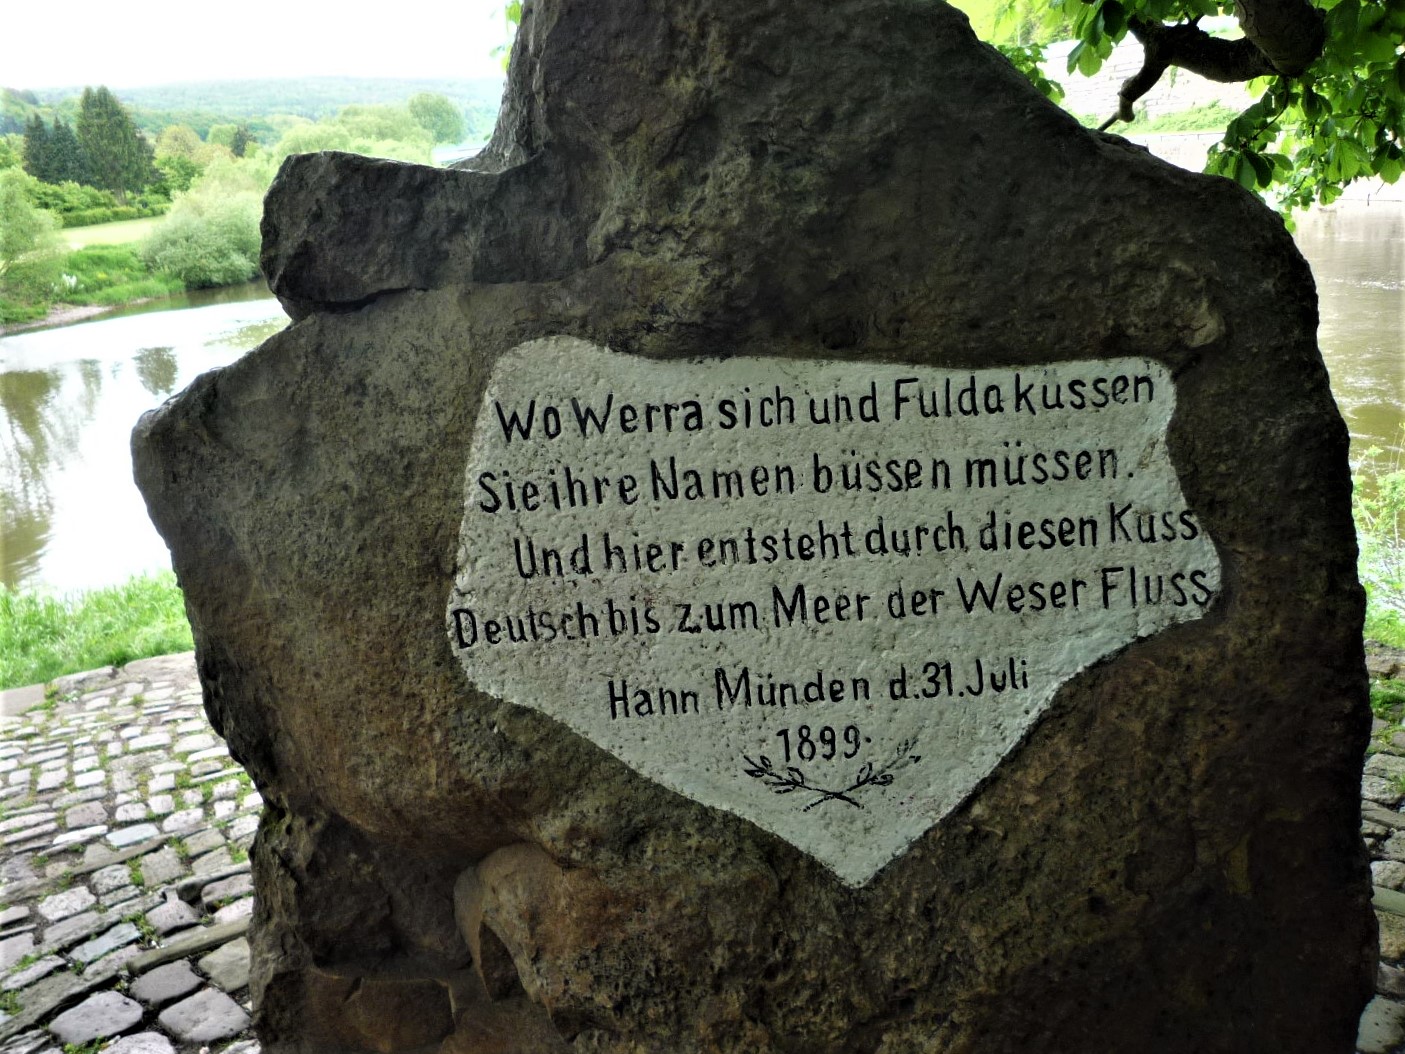 Wo Werra sich und Fulda küssen
Sie ihre Namen büssen müssen.
Und hier entsteht durch diesen Kuss
Deutsch bis zum Meer der Weser Fluss
Hann Münden d.31.Juli
1899.